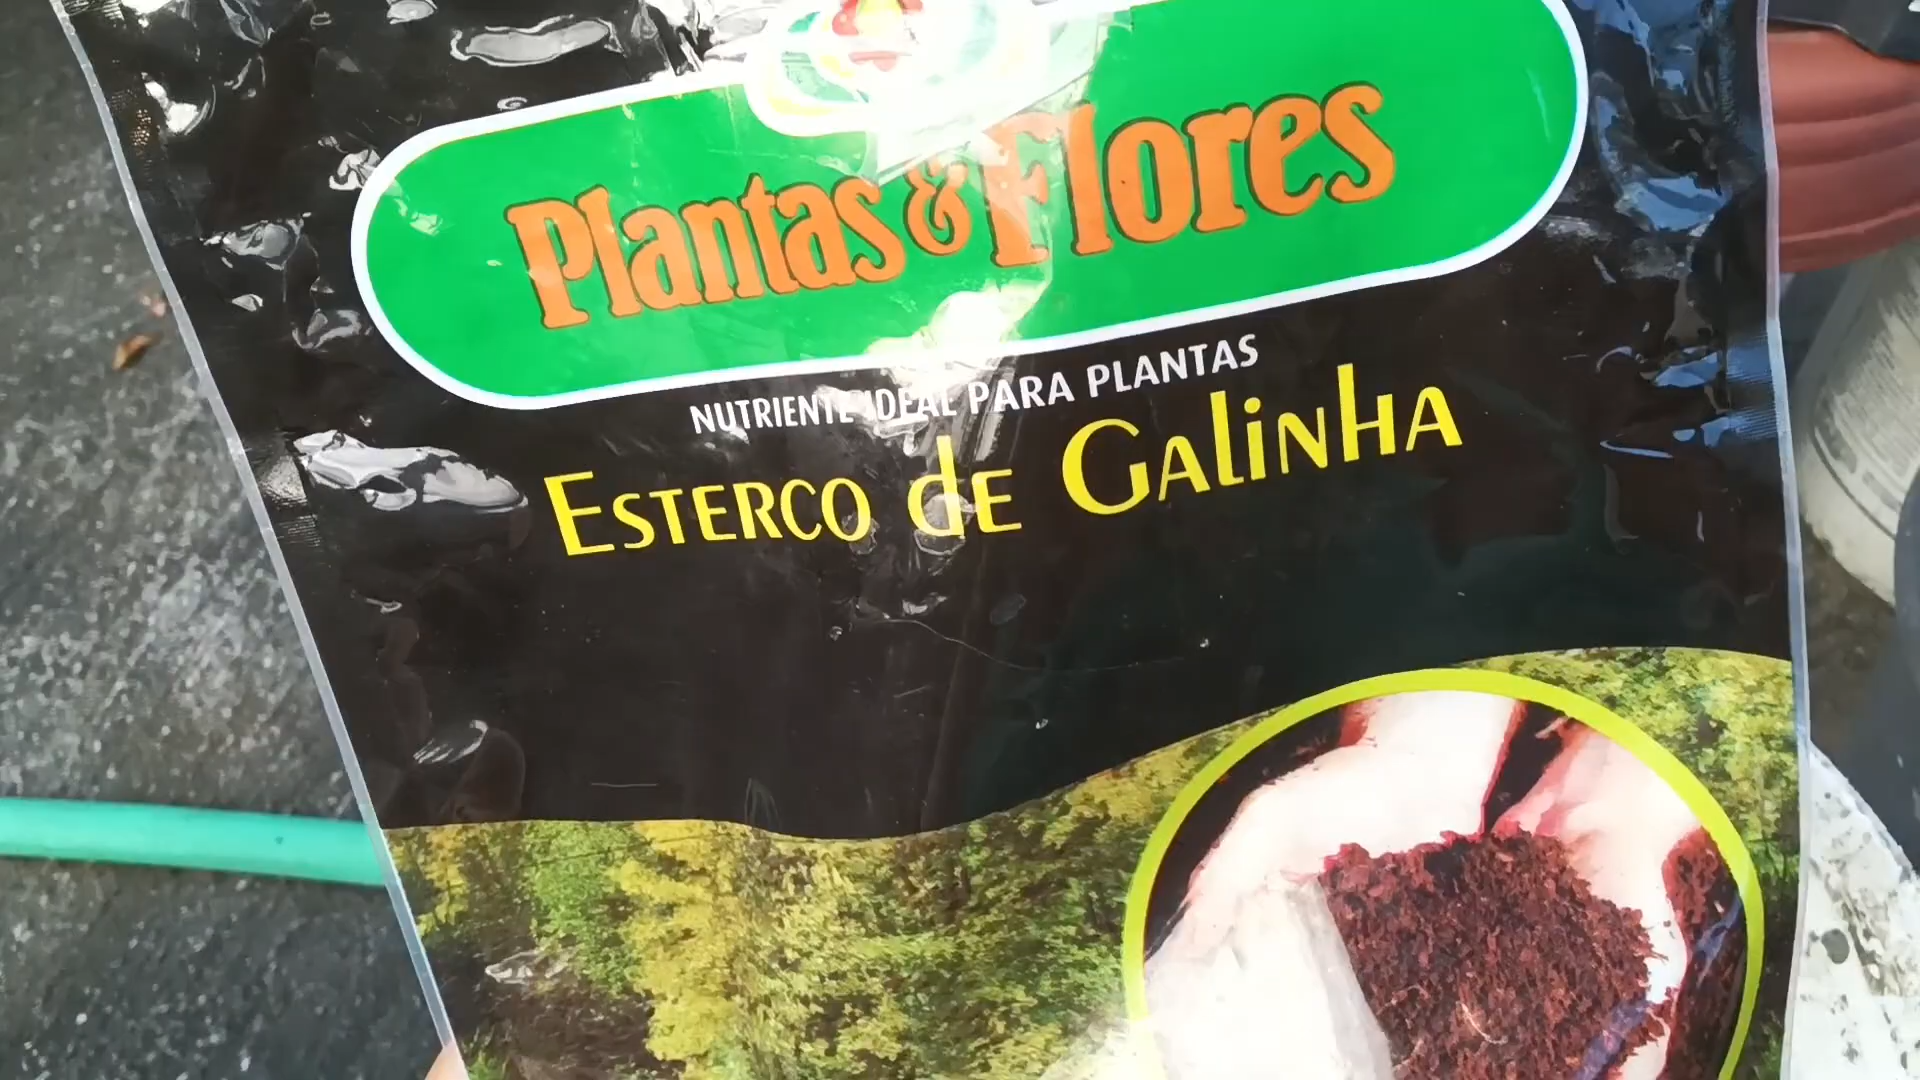 Plantas & Flores
NUTRIENTE IDEAL PARA PLANTAS
ESTERCO dE GAliNHA